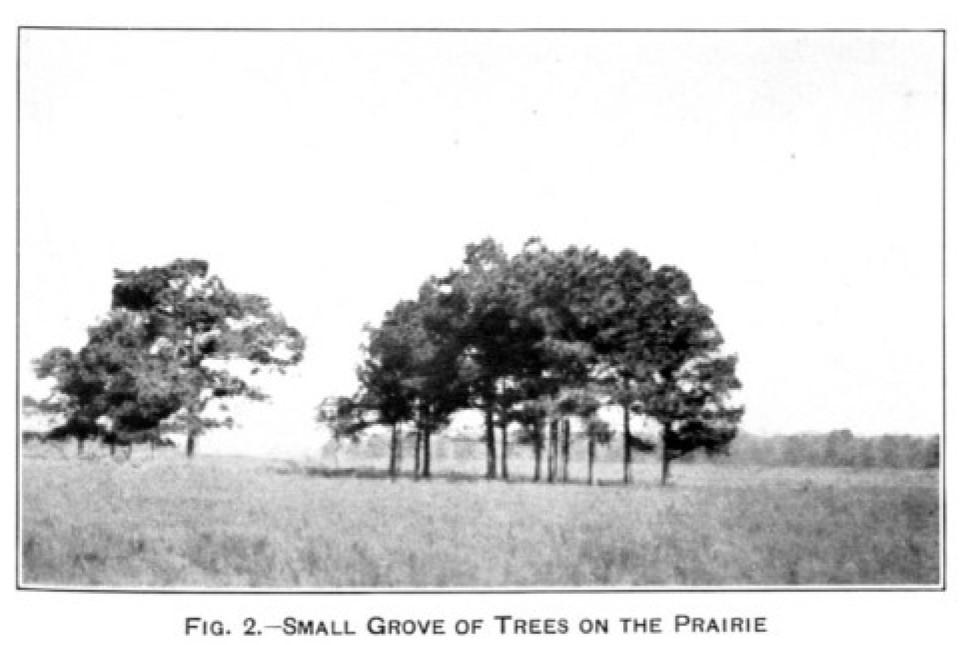 FIG. 2.—SMALL GROVE OF TREES ON THE PRAIRIE